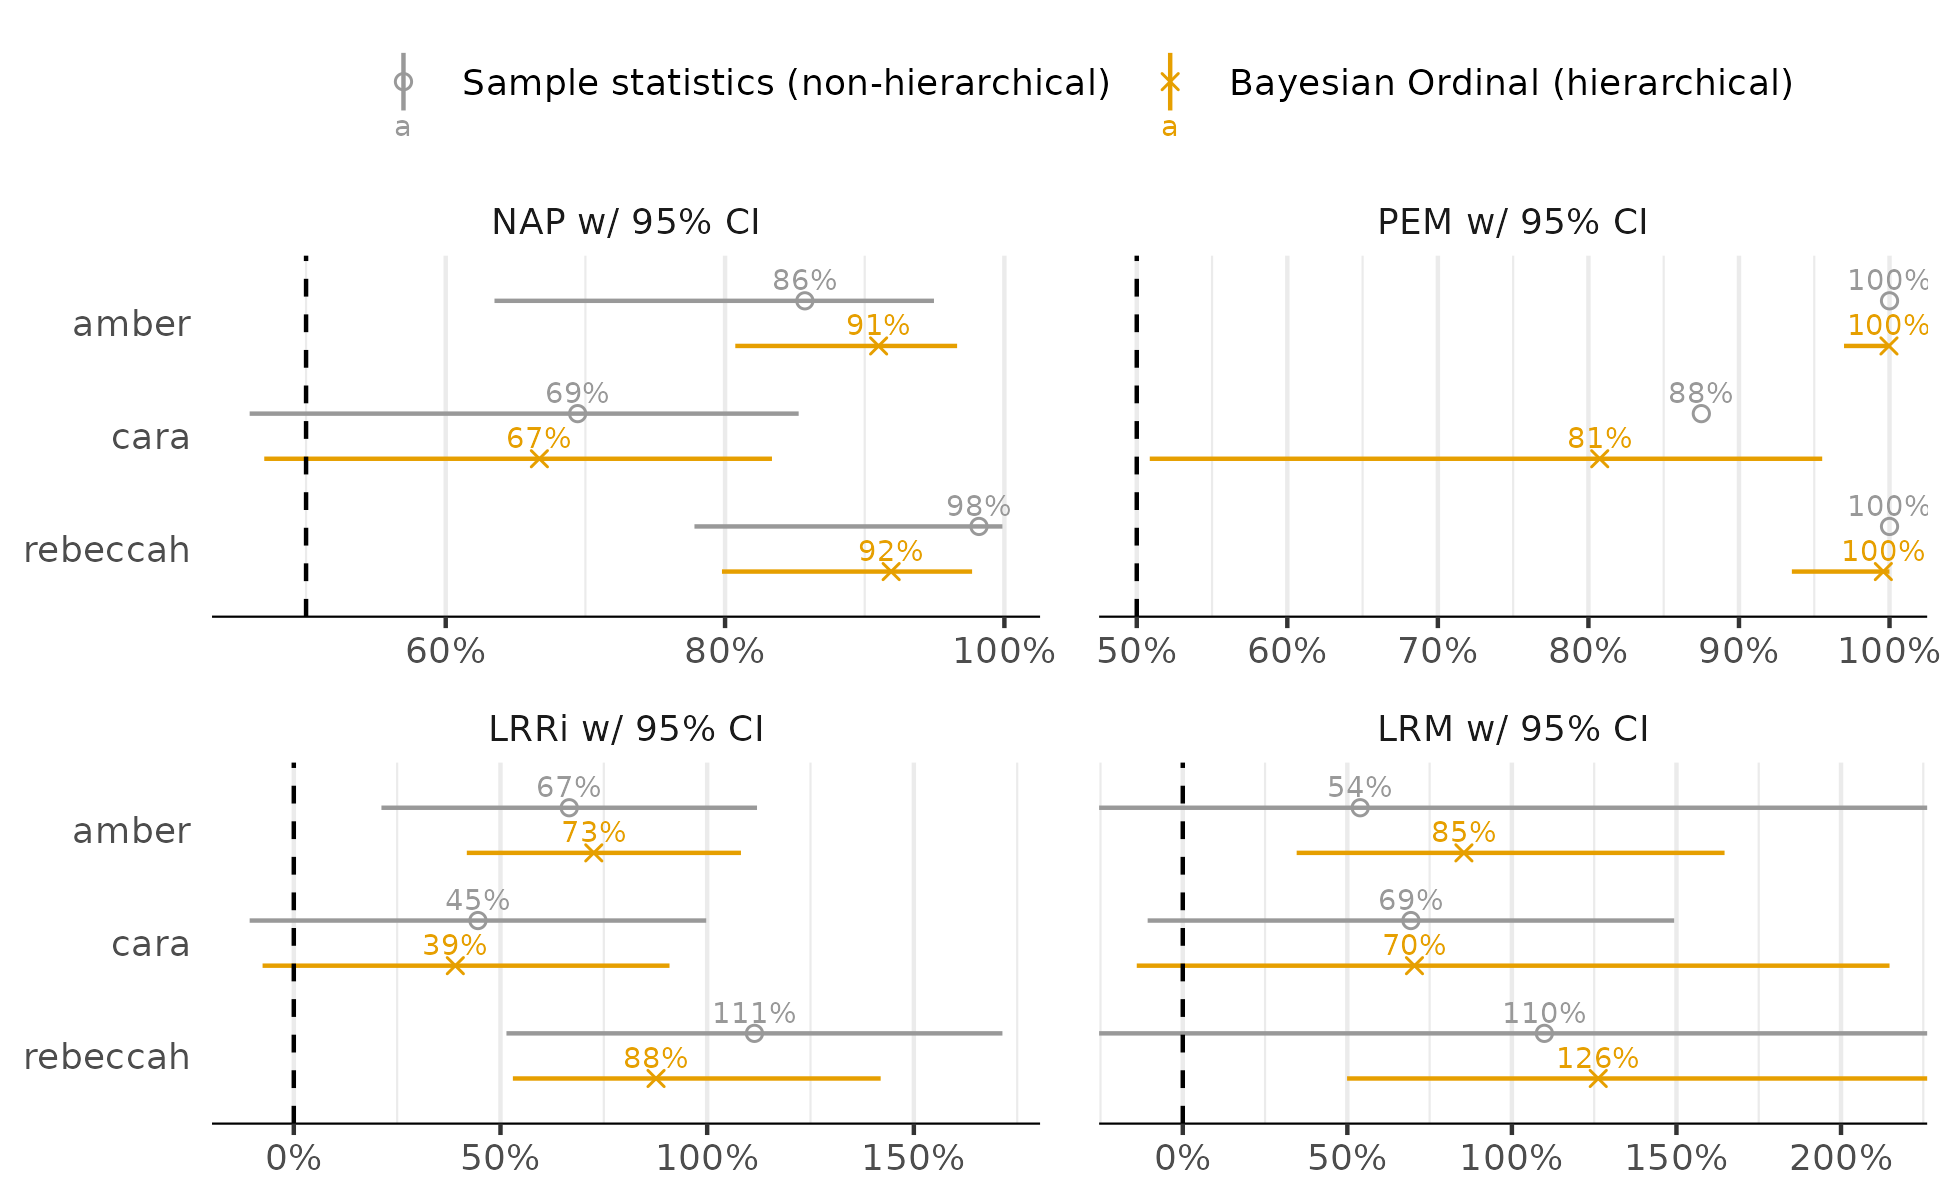 Sample statistics (non-hierarchical) Bayesian Ordinal (hierarchical)
a a
NAP w/ 95% CI PEM w/ 95% CI
86% 100%
amber 91% 100%
69% 88%
cara 67% 81%
98% 100%
rebeccah 92% 100%
60% 80% 100% 50% 60% 70% 80% 90% 100%
LRRi w/ 95% CI LRM w/ 95% CI
67% 54%
amber 73% 85%
45% 69%
cara 39% 70%
111% 110%
rebeccah 88% 126%
0% 50% 100% 150% 0% 50% 100% 150% 200%